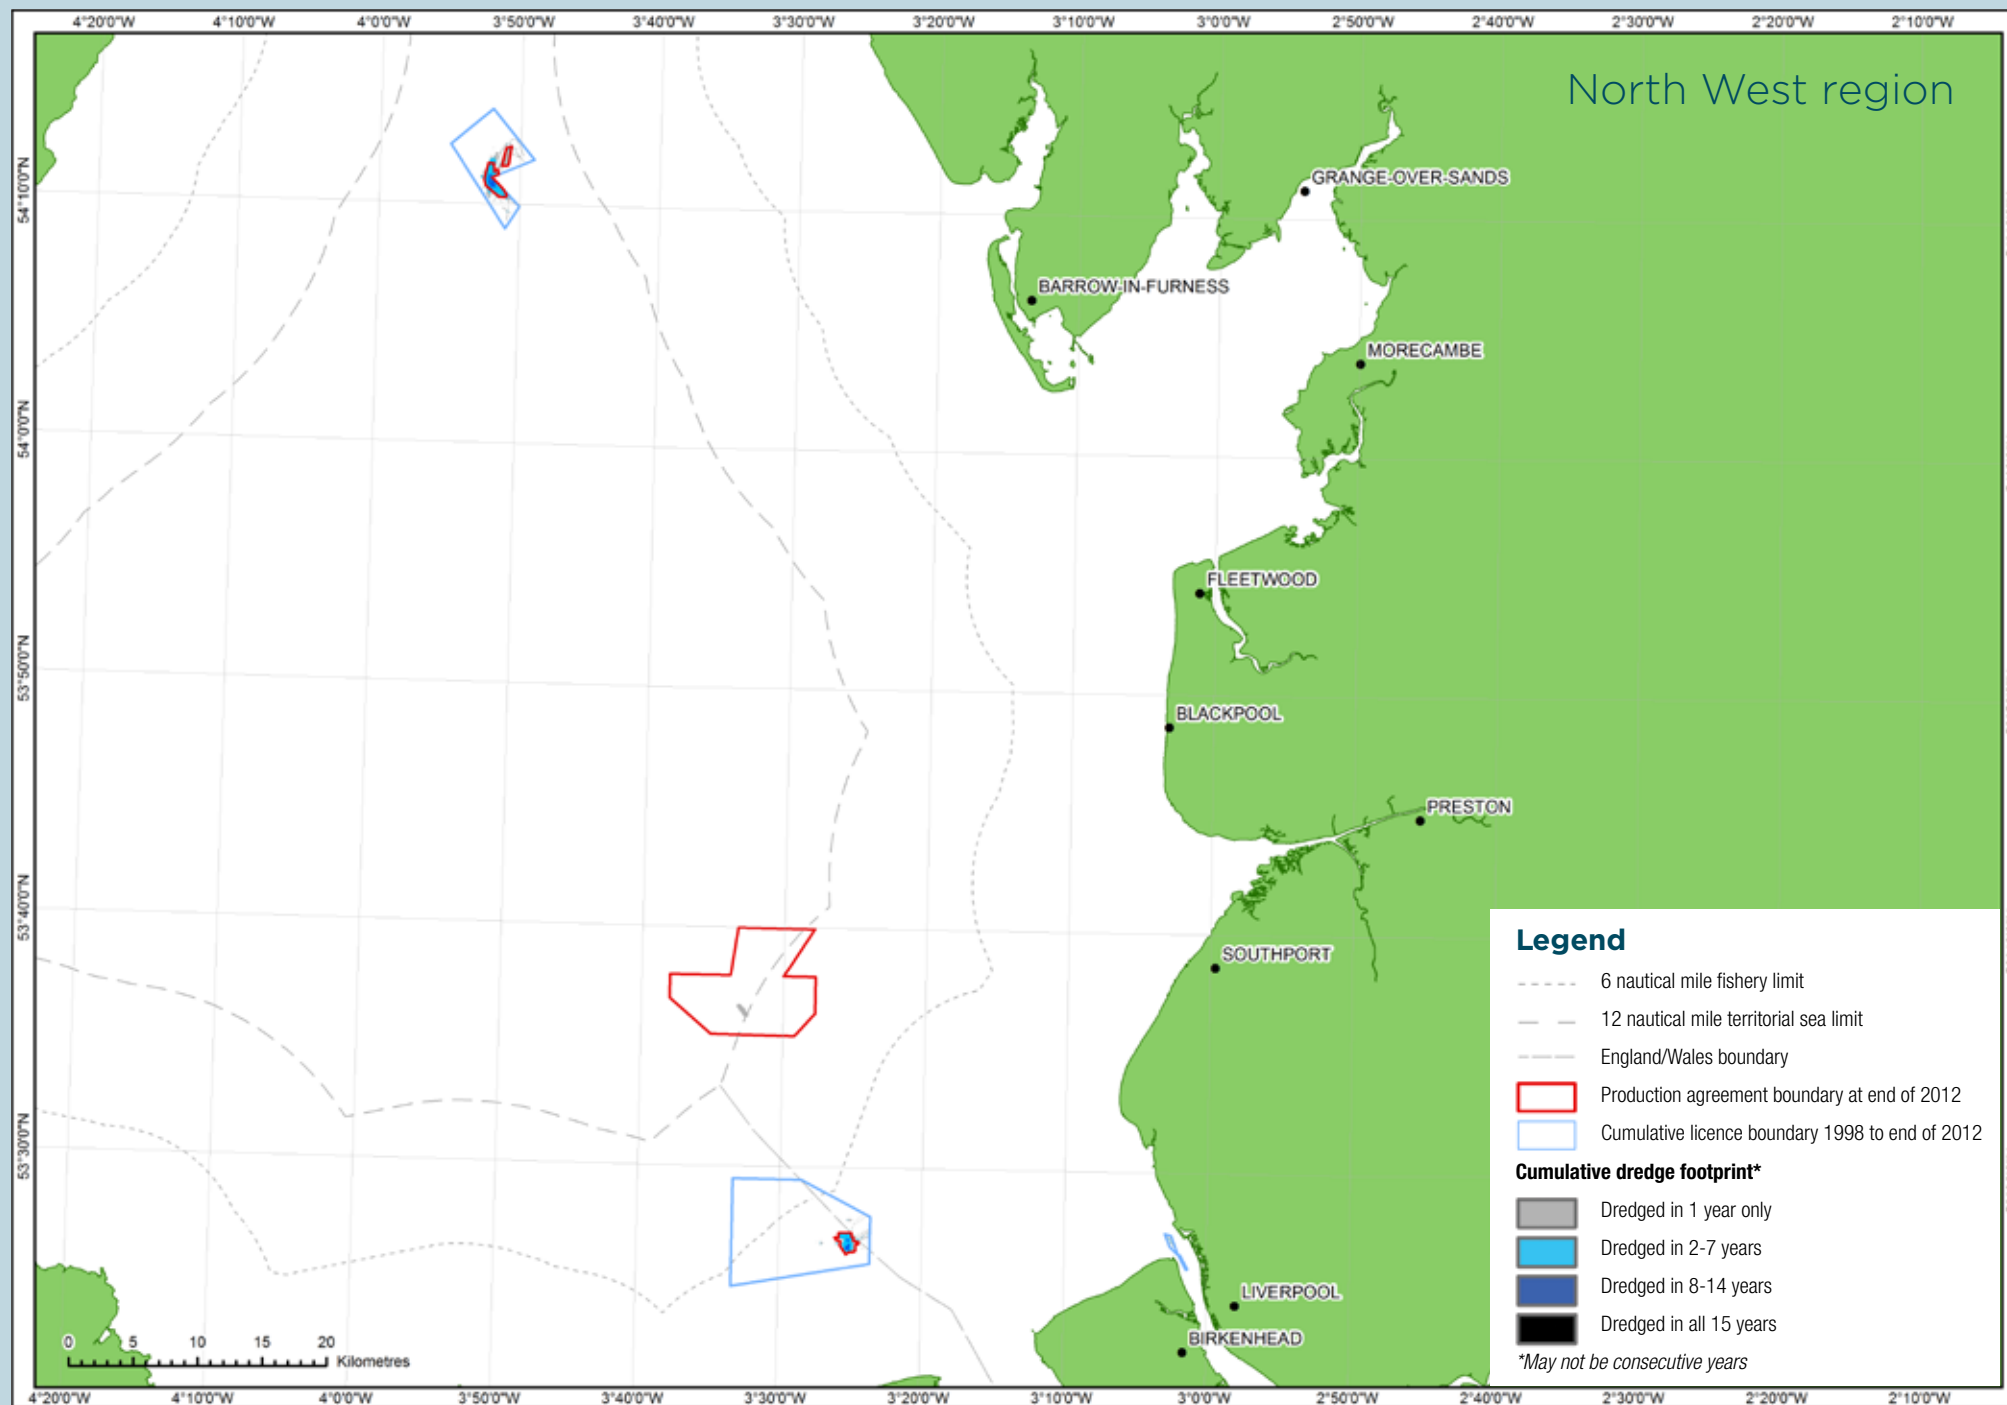 4°20'0"W 4°10'0"W 4°0'0"W 3°50'0"W 3°40'0"W 3°30'0"W 3°20'0"W 3°10'0"W 3°0'0"W 2°50'0"W 2°40'0"W 2°30'0"W 2°20'0"W 2°10'0"W
North West region
54°10'0"N
GRANGE-OVER-SANDS
BARROW-IN-FURNESS
MORECAMBE
54°0'0"N
FLEETWOOD
53°50'0"N
BLACKPOOL
PRESTON
53°40'0"N
SOUTHPORT
53°30'0"N
LIVERPOOL
BIRKENHEAD
Legend
6 nautical mile fishery limit
12 nautical mile territorial sea limit
England/Wales boundary
Production agreement boundary at end of 2012
Cumulative licence boundary 1998 to end of 2012
Cumulative dredge footprint*
Dredged in 1 year only
Dredged in 2-7 years
Dredged in 8-14 years
Dredged in all 15 years
*May not be consecutive years
0 5 10 15 20
Kilometres
4°20'0"W 4°10'0"W 4°0'0"W 3°50'0"W 3°40'0"W 3°30'0"W 3°20'0"W 3°10'0"W 3°0'0"W 2°50'0"W 2°40'0"W 2°30'0"W 2°20'0"W 2°10'0"W